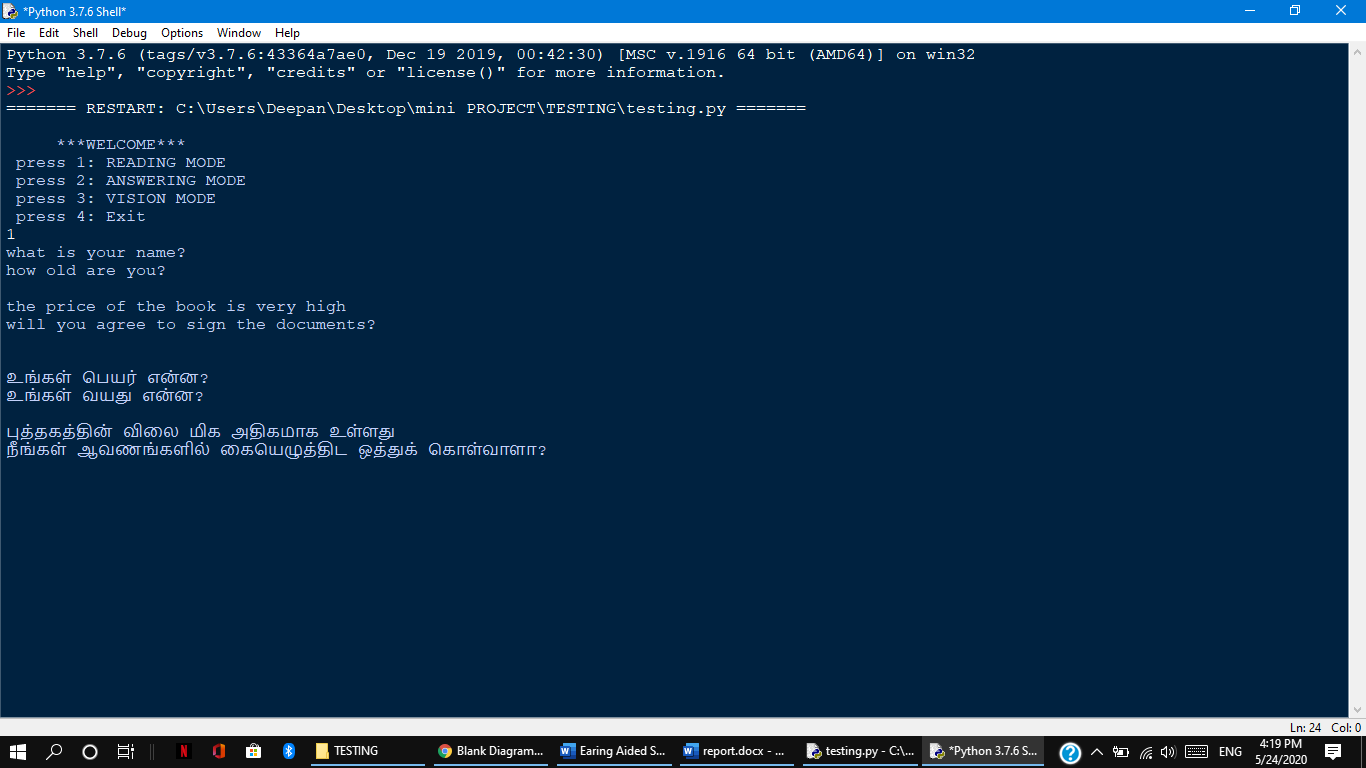 *Python 3.7.6 Shell*
File Edit Shell Debug Options Window Help
Python 3.7.6 (tags/v3.7.6:43364a7ae0, Dec 19 2019, 00:42:30) [MSC v.1916 64 bit (AMD64)] on win32
Type "help", "copyright", "credits" or "license()" for more information.
>>>
======= RESTART: C:\Users\Deepan\Desktop\mini PROJECT\TESTING\testing.py =======
***WELCOME***
press 1: READING MODE
press 2: ANSWERING MODE
press 3: VISION MODE
press 4: Exit
1
what is your name?
how old are you?
the price of the book is very high
will you agree to sign the documents?
உங்கள் பெயர் என்ன?
உங்கள் வயது என்ன?
புத்தகத்தின் விலை மிக அதிகமாக உள்ளது
நீங்கள் ஆவணங்களில் கையெழுத்திட ஒத்துக் கொள்வாளா?
Ln: 24 Col: 0
TESTING Blank Diagram... Earing Aided S... report.docx - ... testing.py - C:\... *Python 3.7.6 S... ENG 4:19 PM
5/24/2020